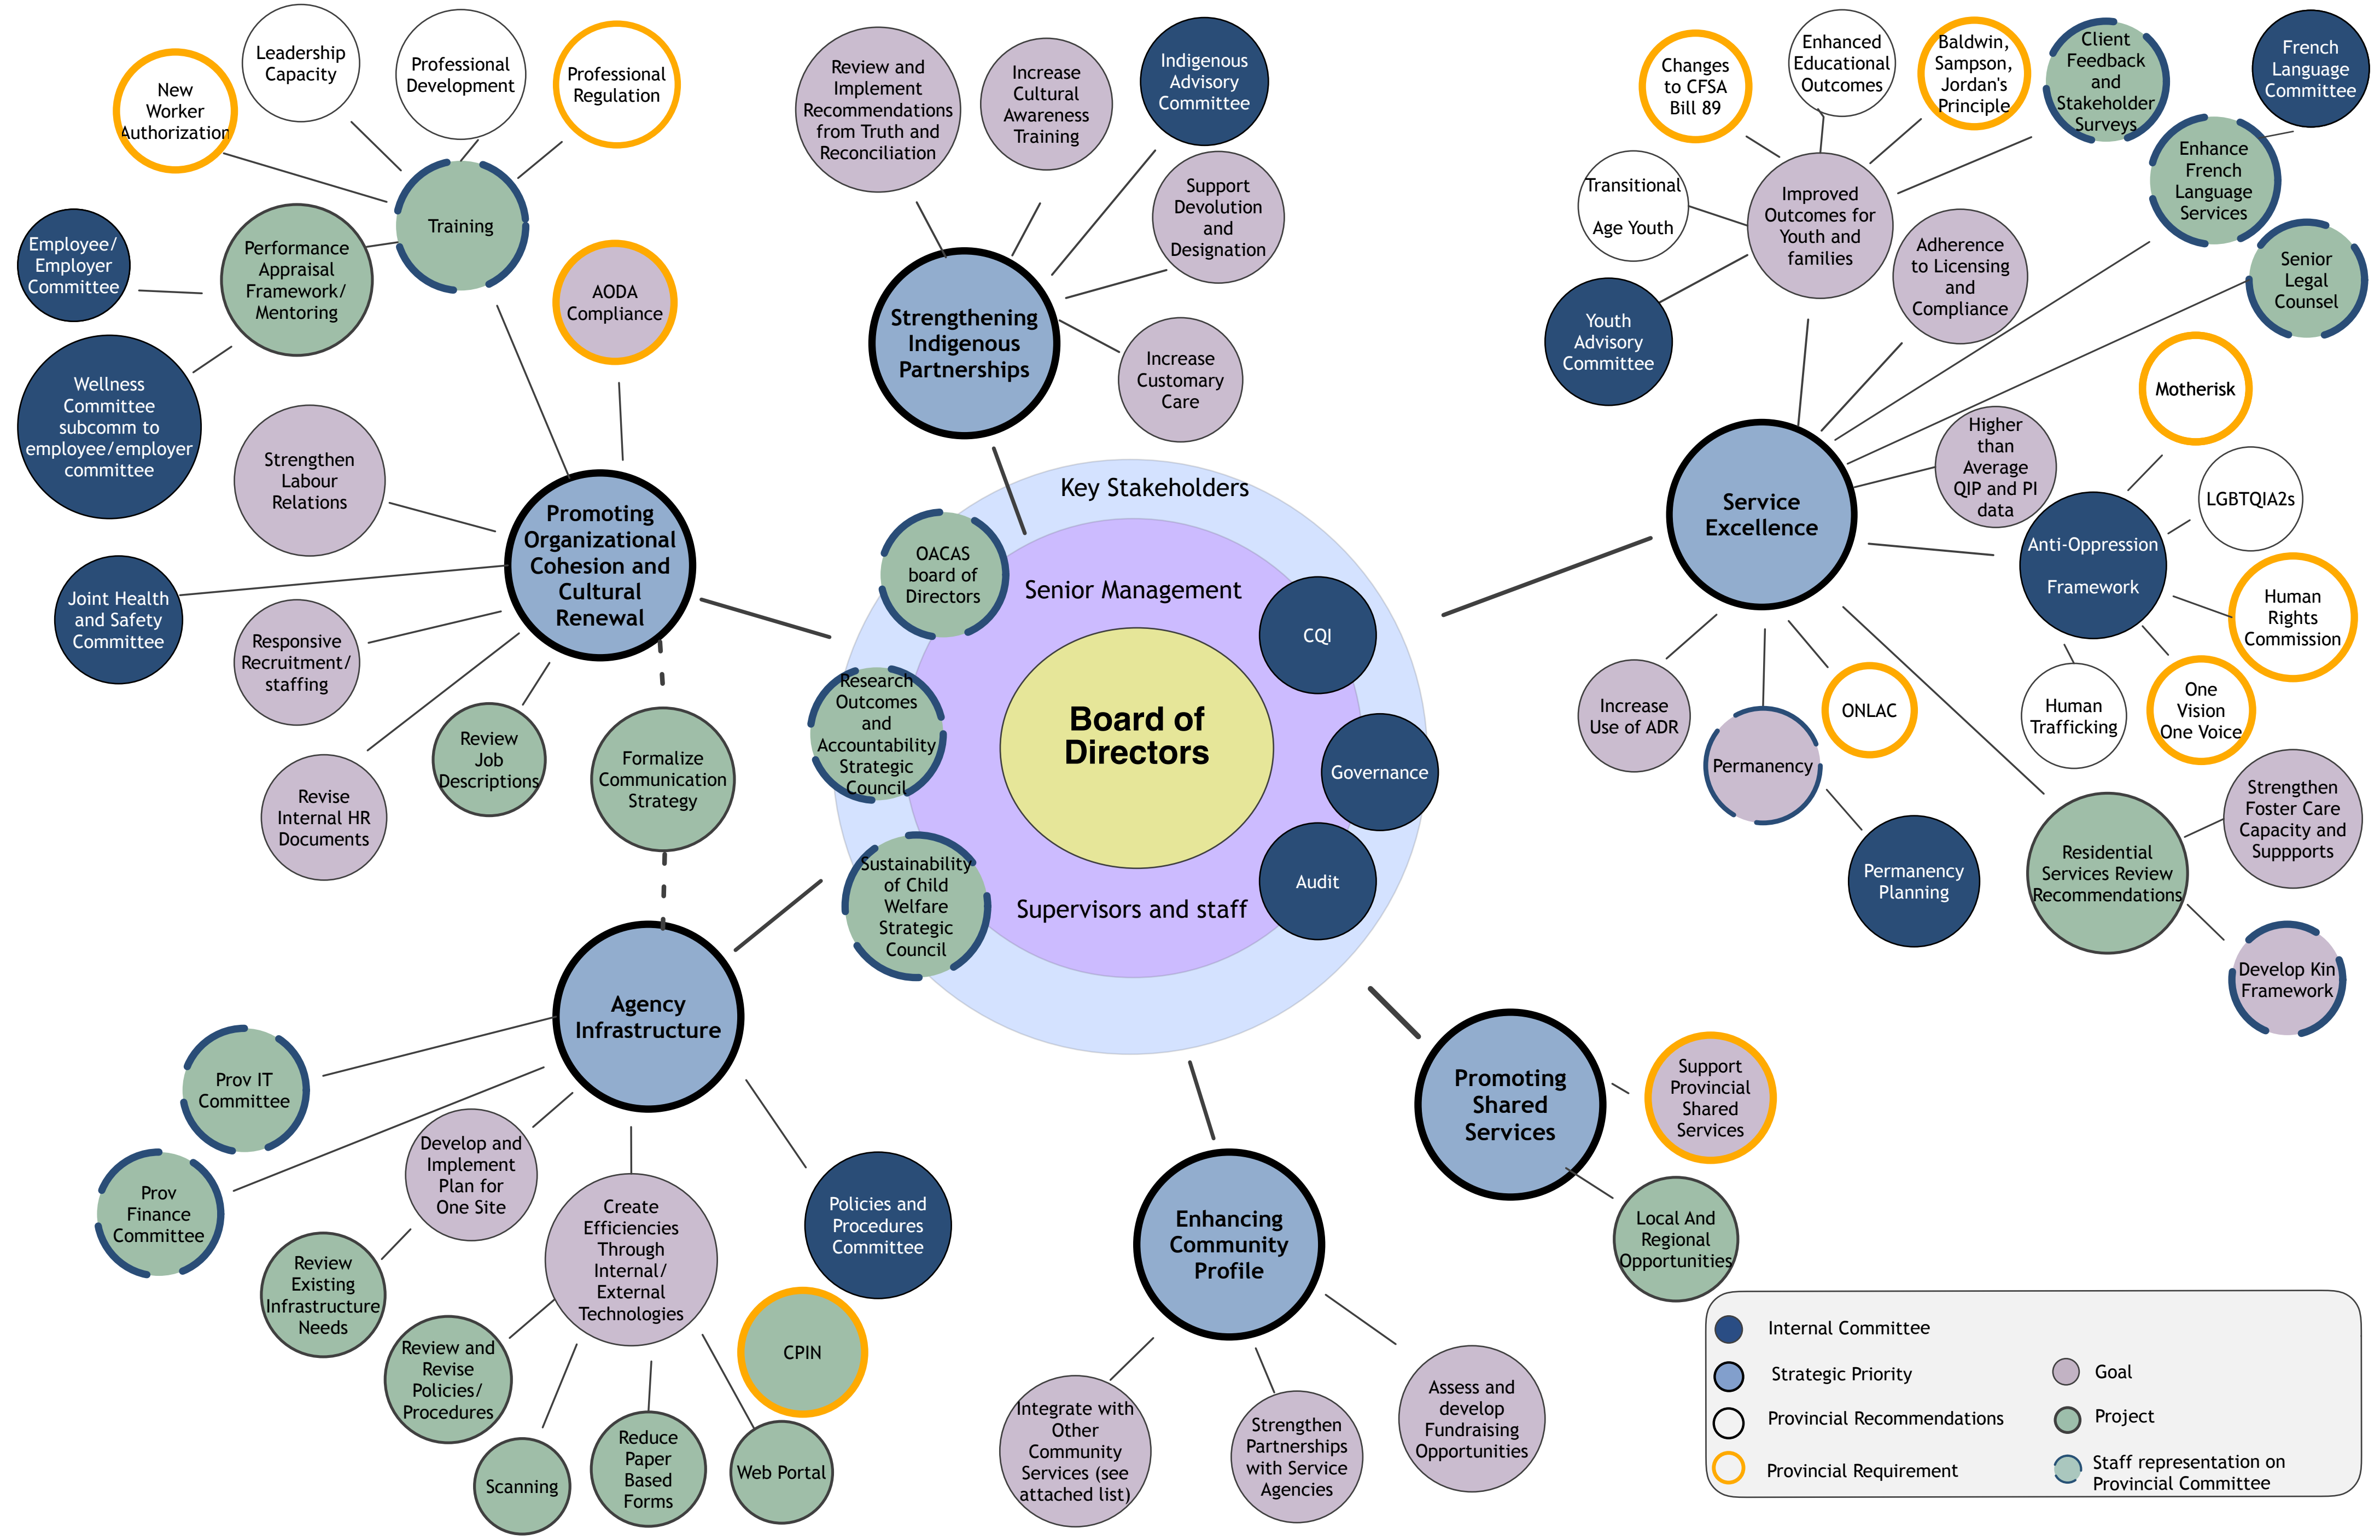 New
Worker
Authorization
Leadership
Capacity
Professional
Development
Professional
Regulation
Training
Employee/
Employer
Committee
Performance
Appraisal
Framework/
Mentoring
AODA
Compliance
Wellness
Committee
subcomm to
employee/employer
committee
Strengthen
Labour
Relations
Joint Health
and Safety
Committee
Responsive
Recruitment/
staffing
Revise
Internal HR
Documents
Review
Job
Descriptions
Formalize
Communication
Strategy
Promoting
Organizational
Cohesion and
Cultural
Renewal
Review and
Implement
Recommendations
from Truth and
Reconciliation
Increase
Cultural
Awareness
Training
Indigenous
Advisory
Committee
Support
Devolution
and
Designation
Increase
Customary
Care
Strengthening
Indigenous
Partnerships
Changes
to CFSA
Bill 89
Enhanced
Educational
Outcomes
Baldwin,
Sampson,
Jordan's
Principle
Client
Feedback
and
Stakeholder
Surveys
French
Language
Committee
Enhance
French
Language
Services
Transitional
Age Youth
Improved
Outcomes for
Youth and
families
Adherence
to Licensing
and
Compliance
Senior
Legal
Counsel
Youth
Advisory
Committee
Motherisk
Higher
than
Average
QIP and PI
data
LGBTQIA2s
Service
Excellence
Anti-Oppression
Framework
Human
Rights
Commission
Increase
Use of ADR
Permanency
ONLAC
Human
Trafficking
One
Vision
One Voice
Permanency
Planning
Residential
Services Review
Recommendations
Strengthen
Foster Care
Capacity and
Suppports
Develop Kin
Framework
Key Stakeholders
OACAS
board of
Directors
Senior Management
CQI
Research
Outcomes
and
Accountability
Strategic
Council
Board of
Directors
Governance
Sustainability
of Child
Welfare
Strategic
Council
Supervisors and staff
Audit
Agency
Infrastructure
Prov IT
Committee
Prov
Finance
Committee
Develop and
Implement
Plan for
One Site
Review
Existing
Infrastructure
Needs
Create
Efficiencies
Through
Internal/
External
Technologies
Policies and
Procedures
Committee
Review and
Revise
Policies/
Procedures
CPIN
Scanning
Reduce
Paper
Based
Forms
Web Portal
Enhancing
Community
Profile
Integrate with
Other
Community
Services (see
attached list)
Strengthen
Partnerships
with Service
Agencies
Assess and
develop
Fundraising
Opportunities
Promoting
Shared
Services
Support
Provincial
Shared
Services
Local And
Regional
Opportunities
Internal Committee
Strategic Priority
Goal
Provincial Recommendations
Project
Provincial Requirement
Staff representation on
Provincial Committee